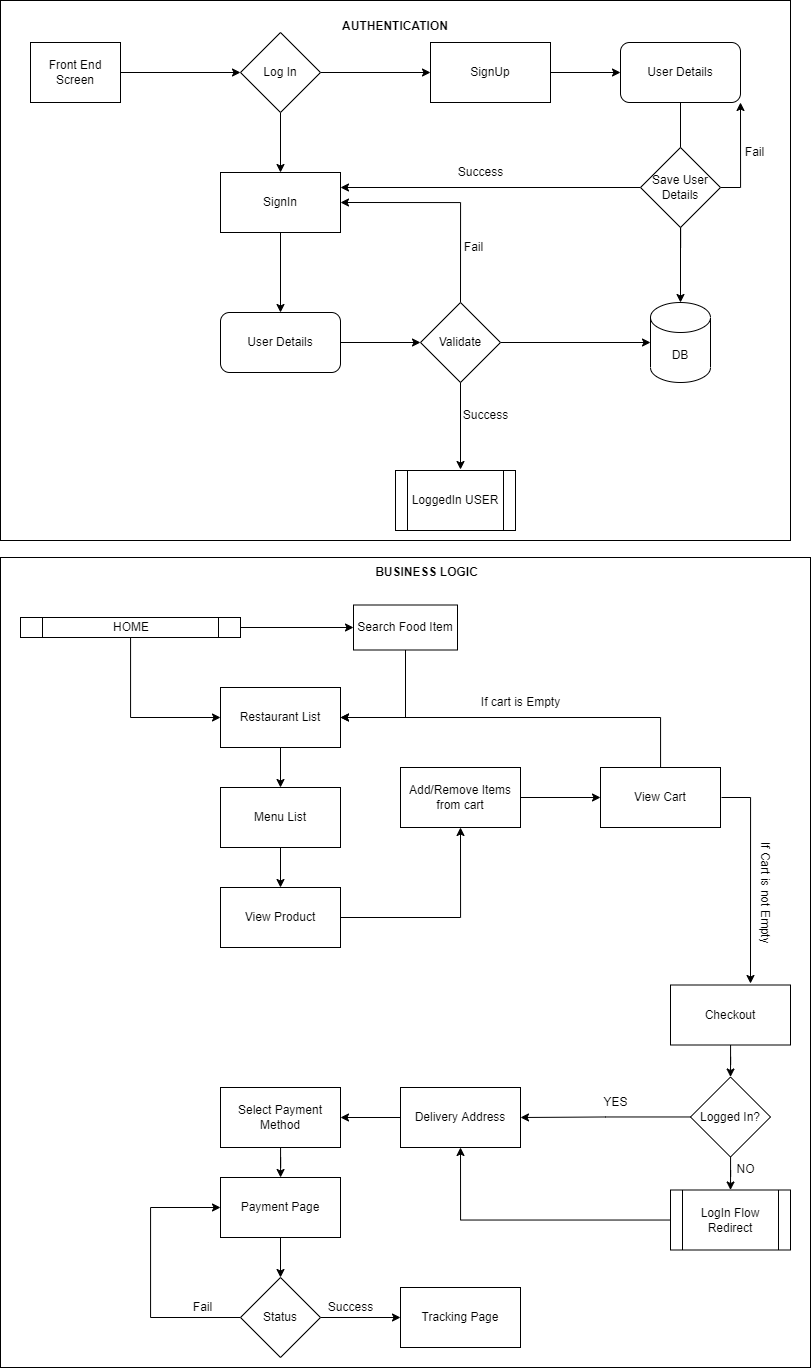 AUTHENTICATION
Front End
Screen
Log In
SignUp
User Details
Fail
Success
Save User
Details
SignIn
Fail
User Details
Validate
DB
Success
LoggedIn USER
BUSINESS LOGIC
HOME
Search Food Item
If cart is Empty
Restaurant List
Add/Remove Items
from cart
View Cart
Menu List
If Cart is not Empty
View Product
Checkout
YES
Logged In?
Delivery Address
Select Payment
Method
NO
LogIn Flow
Redirect
Payment Page
Fail
Status
Success
Tracking Page